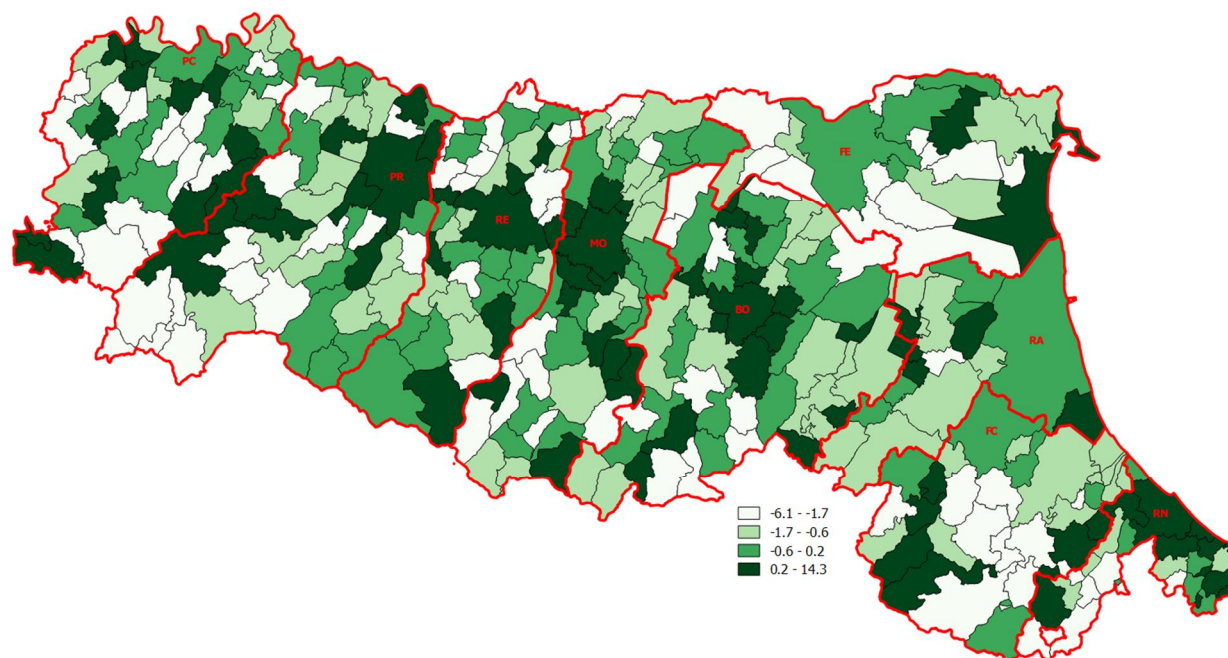 PC
PR
RE
MO
FE
BO
RA
FC
RN
-6.1 - -1.7
-1.7 - -0.6
-0.6 - 0.2
0.2 - 14.3